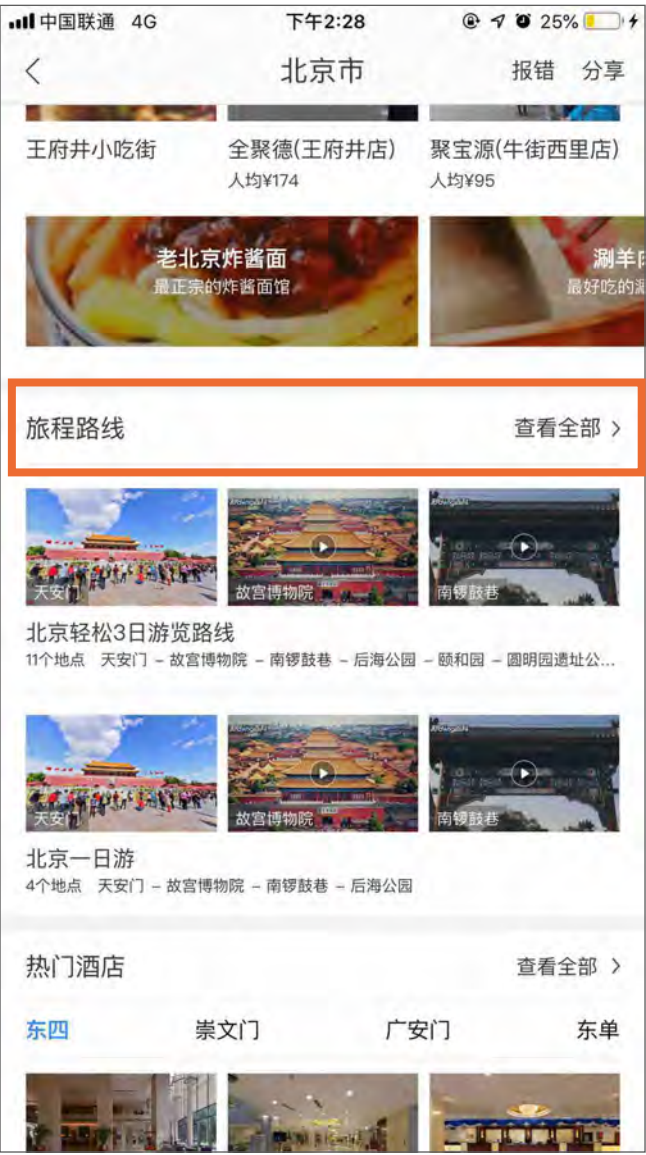 中国联通 4G 下午2:28 25%
北京市 报错 分享
王府井小吃街 全聚德(王府井店) 聚宝源(牛街西里店)
人均¥174 人均¥95
老北京炸酱面 涮羊
最正宗的炸酱面馆 最好吃的
旅程路线 查看全部
天安门 故宫博物院 南锣鼓巷
北京轻松3日游览路线
11个地点 天安门 – 故宫博物院 – 南锣鼓巷 – 后海公园 – 颐和园 – 圆明园遗址公...
天安门 故宫博物院 南锣鼓巷
北京一日游
4个地点 天安门 – 故宫博物院 – 南锣鼓巷 – 后海公园
热门酒店 查看全部
东四 崇文门 广安门 东单